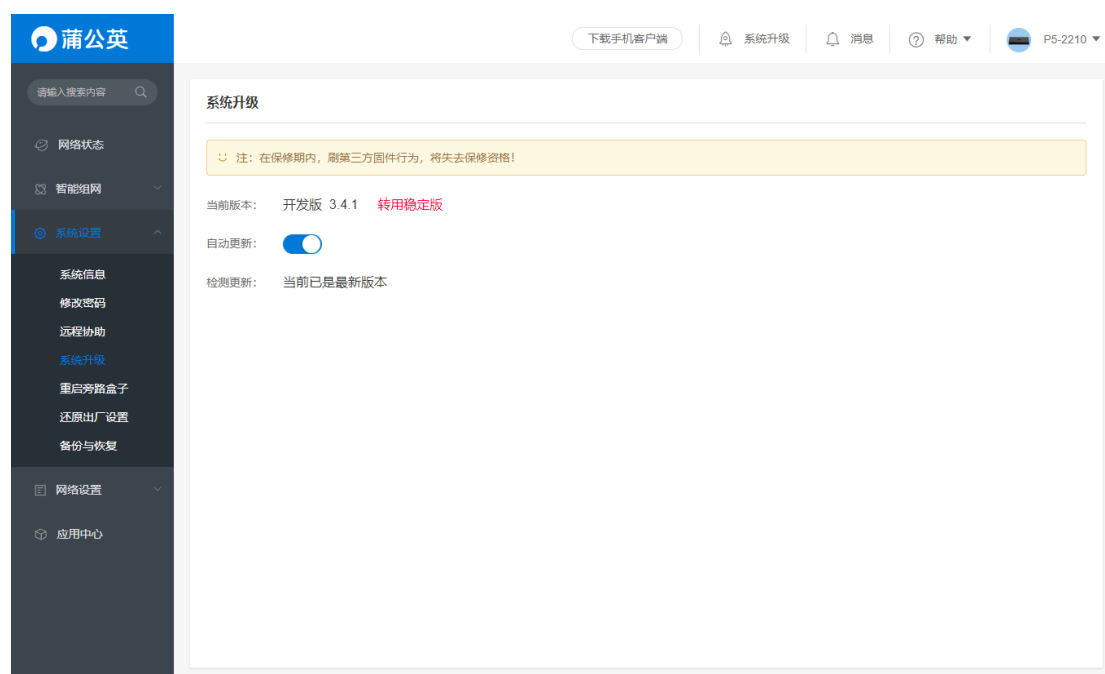 蒲公英
下载手机客户端 系统升级 消息 帮助 P5-2210
请输入搜索内容
网络状态
智能组网
系统设置
系统信息
修改密码
远程协助
系统升级
重启旁路盒子
还原出厂设置
备份与恢复
网络设置
应用中心
系统升级
注：在保修期内，刷第三方固件行为，将失去保修资格！
当前版本： 开发版 3.4.1 转用稳定版
自动更新：
检测更新： 当前已是最新版本